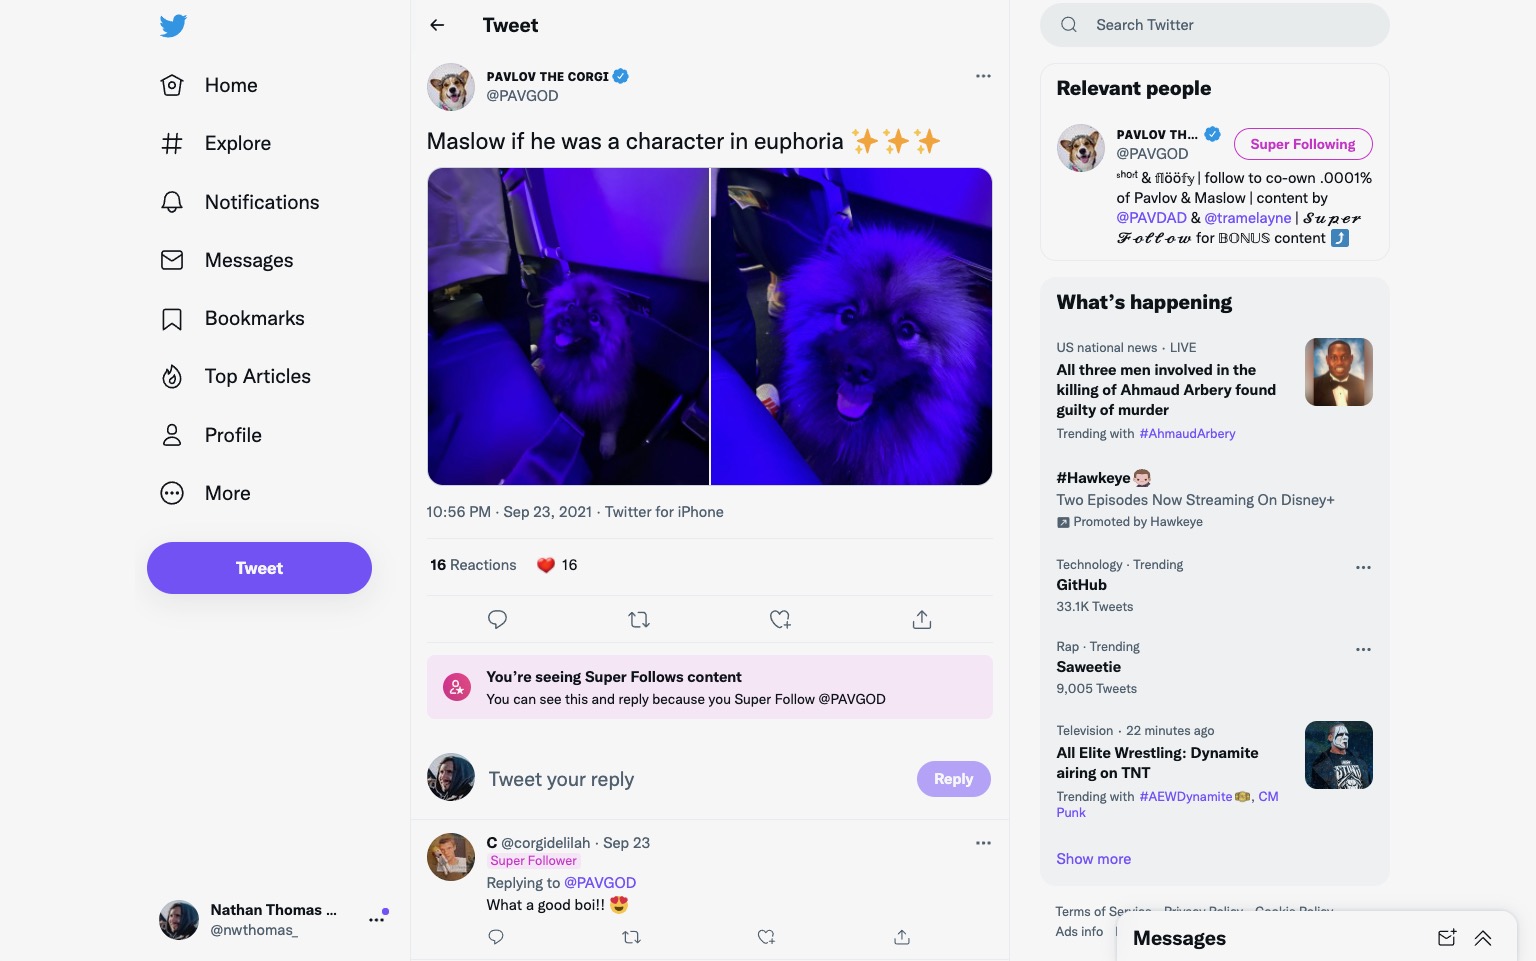 Home
Explore
Notifications
Messages
Bookmarks
Top Articles
Profile
More
Tweet
Nathan Thomas ...
@nwthomas_
Tweet
PAVLOV THE CORGI
@PAVGOD
Maslow if he was a character in euphoria ✨✨✨
10:56 PM · Sep 23, 2021 · Twitter for iPhone
16 Reactions ❤️ 16
You’re seeing Super Follows content
You can see this and reply because you Super Follow @PAVGOD
Tweet your reply
Reply
C @corgidelilah · Sep 23
Super Follower
Replying to @PAVGOD
What a good boi!! 😍
Search Twitter
Relevant people
PAVLOV TH...
@PAVGOD
Super Following
ˢʰᵒʳᵗ & 𝕗𝕝ööf𝕪 | follow to co-own .0001%
of Pavlov & Maslow | content by
@PAVDAD & @tramelayne | 𝓢𝓾𝓹𝓮𝓻
𝓕𝓸𝓵𝓵𝓸𝔀 for 𝔹𝕆ℕ𝕌𝕊 content ⤴️
What’s happening
US national news · LIVE
All three men involved in the
killing of Ahmaud Arbery found
guilty of murder
Trending with #AhmaudArbery
#Hawkeye
Two Episodes Now Streaming On Disney+
Promoted by Hawkeye
Technology · Trending
GitHub
33.1K Tweets
Rap · Trending
Saweetie
9,005 Tweets
Television · 22 minutes ago
All Elite Wrestling: Dynamite
airing on TNT
Trending with #AEWDynamite, CM
Punk
Show more
Terms of Service Privacy Policy Cookie Policy
Ads info
Messages